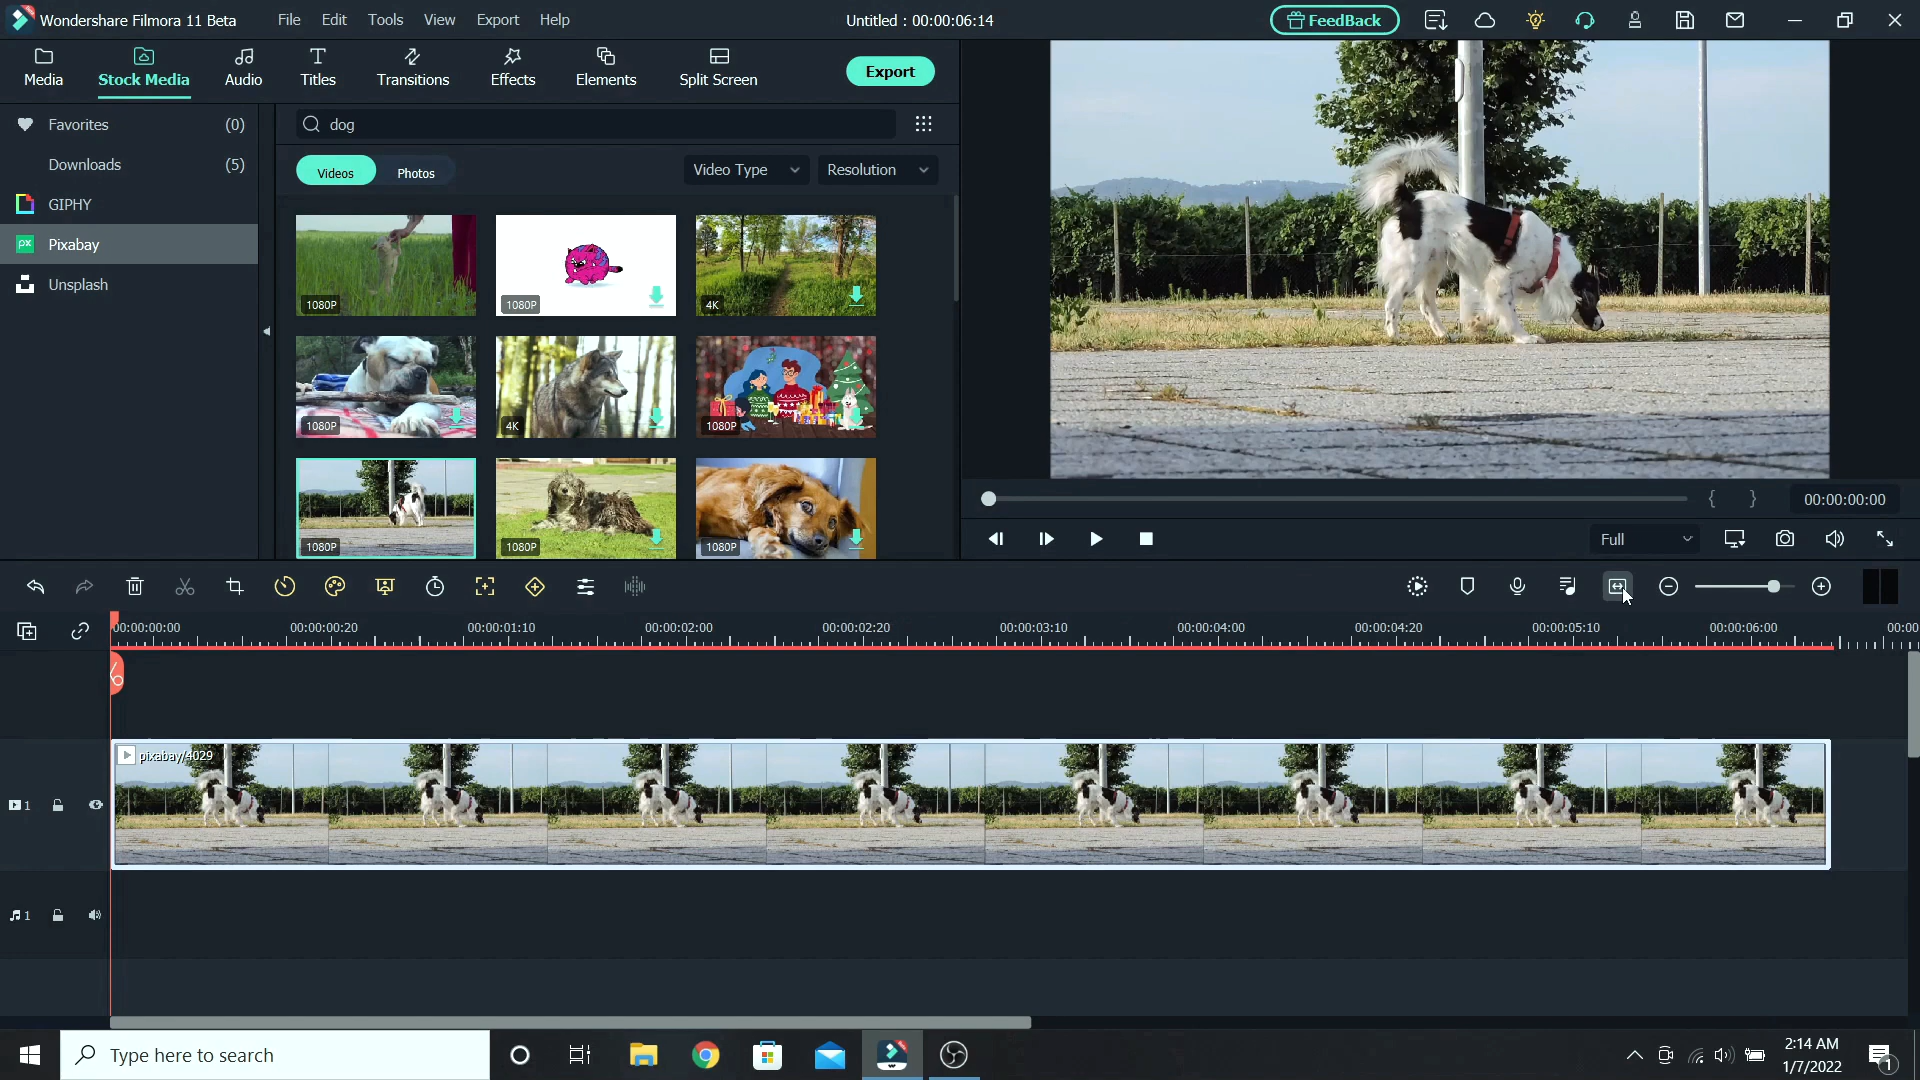 Wondershare Filmora 11 Beta
File Edit Tools View Export Help
Untitled : 00:00:06:14
FeedBack
Media
Stock Media
Audio
Titles
Transitions
Effects
Elements
Split Screen
Export
Favorites (0)
Downloads (5)
GIPHY
px Pixabay
Unsplash
dog
Videos
Photos
Video Type
Resolution
1080P
1080P
4K
1080P
4K
1080P
1080P
1080P
1080P
{ }
00:00:00:00
Full
00:00:00:00 00:00:00:20 00:00:01:10 00:00:02:00 00:00:02:20 00:00:03:10 00:00:04:00 00:00:04:20 00:00:05:10 00:00:06:00 00:00
pixabay/4029
1
1
Type here to search
2:14 AM
1/7/2022
1